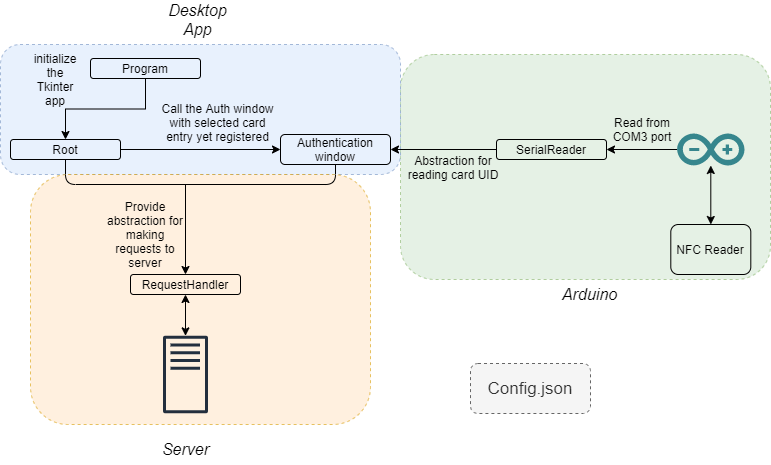 Desktop
App
initialize
the
Tkinter
app
Program
Call the Auth window
with selected card
entry yet registered
Root
Authentication
window
Abstraction for
reading card UID
SerialReader
Read from
COM3 port
NFC Reader
Arduino
Provide
abstraction for
making
requests to
server
RequestHandler
Server
Config.json